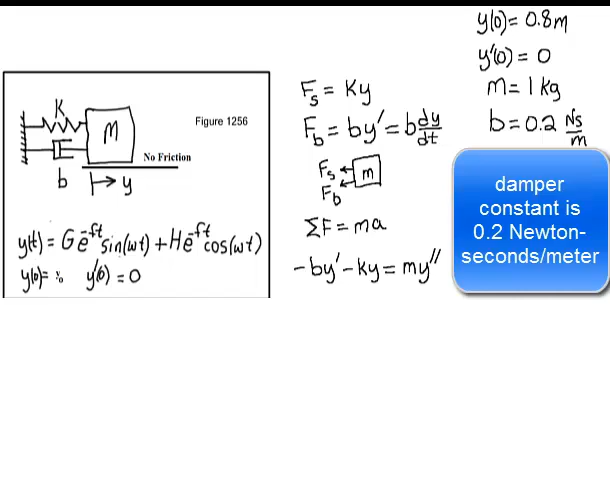 y(0) = 0.8m
y'(0) = 0
m = 1 kg
b = 0.2 Ns/m
K
M
Figure 1256
No Friction
b
y
y(t) = Ge^-ft sin(ωt) + He^-ft cos(ωt)
y(0) = y₀ y'(0) = 0
Fs = Ky
Fb = by' = b dy/dt
Fs
m
Fb
ΣF = ma
-by' - ky = my''
damper
constant is
0.2 Newton-
seconds/meter